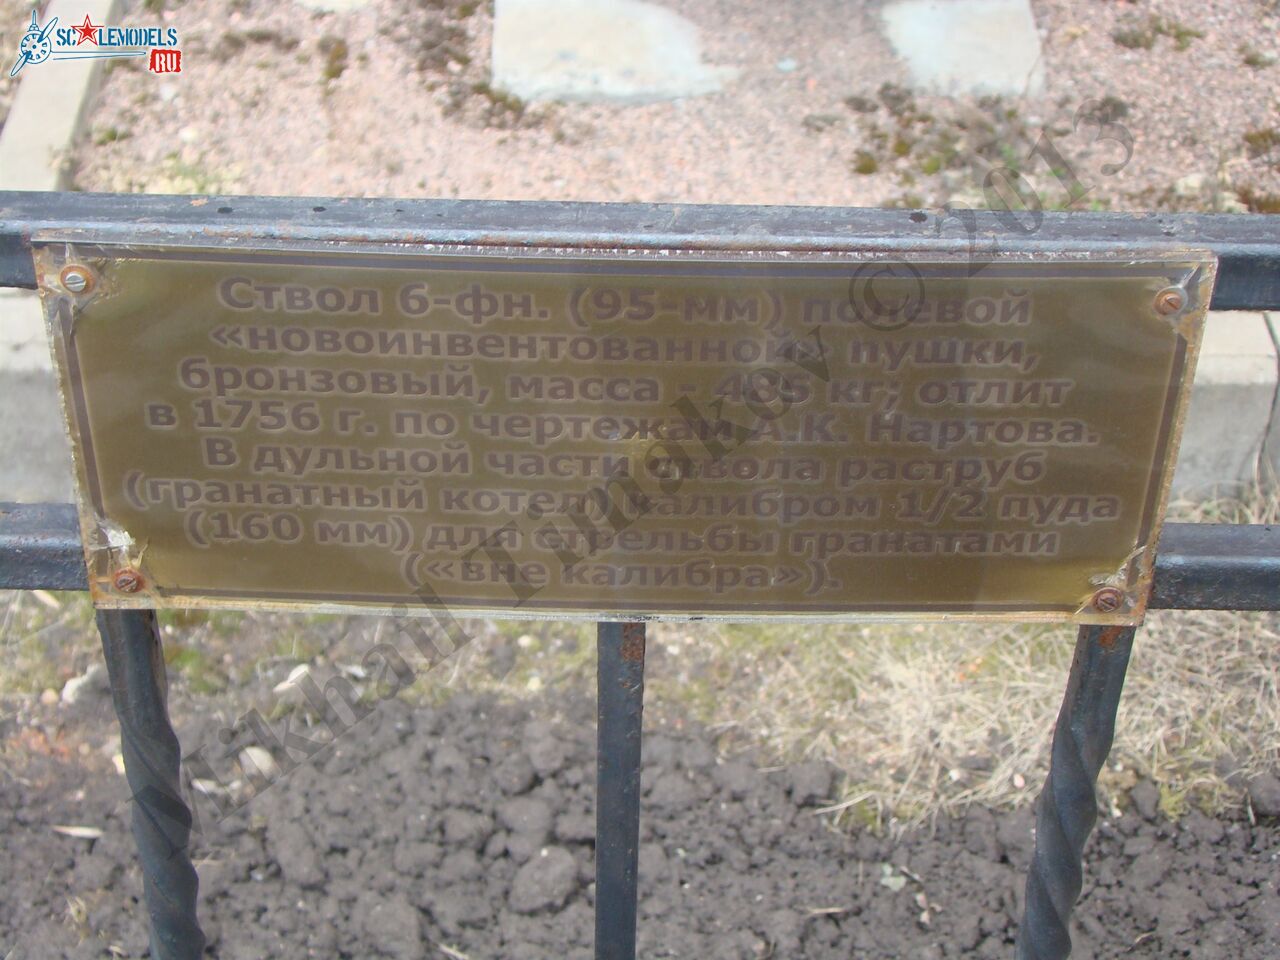 SCALEMODELS
RU
Ствол 6-фн. (95-мм) полевой
«новоинвентованной» пушки,
бронзовый, масса - 485 кг; отлит
в 1756 г. по чертежам А.К. Нартова.
В дульной части ствола раструб
(гранатный котел) калибром 1/2 пуда
(160 мм) для стрельбы гранатами
(«вне калибра»).
Mikhail Timakov © 2013